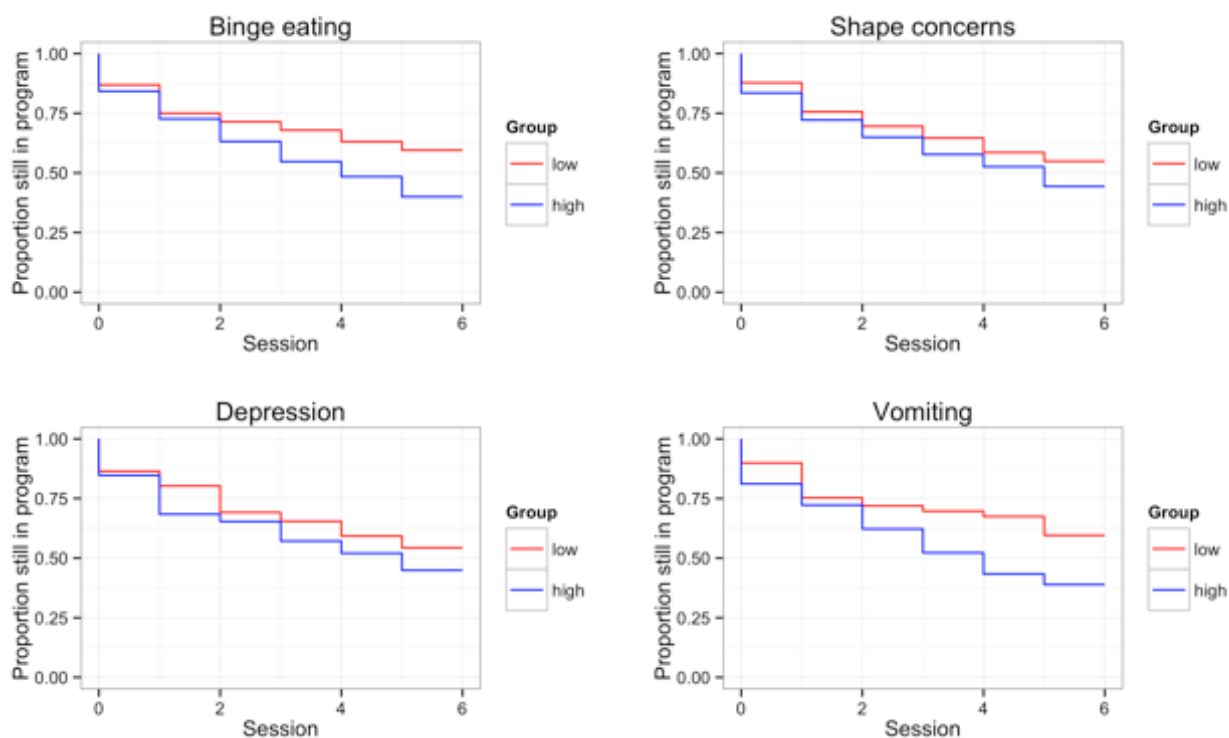 Binge eating
Proportion still in program
1.00
0.75
0.50
0.25
0.00
0 2 4 6
Session
Group
low
high
Shape concerns
Proportion still in program
1.00
0.75
0.50
0.25
0.00
0 2 4 6
Session
Group
low
high
Depression
Proportion still in program
1.00
0.75
0.50
0.25
0.00
0 2 4 6
Session
Group
low
high
Vomiting
Proportion still in program
1.00
0.75
0.50
0.25
0.00
0 2 4 6
Session
Group
low
high